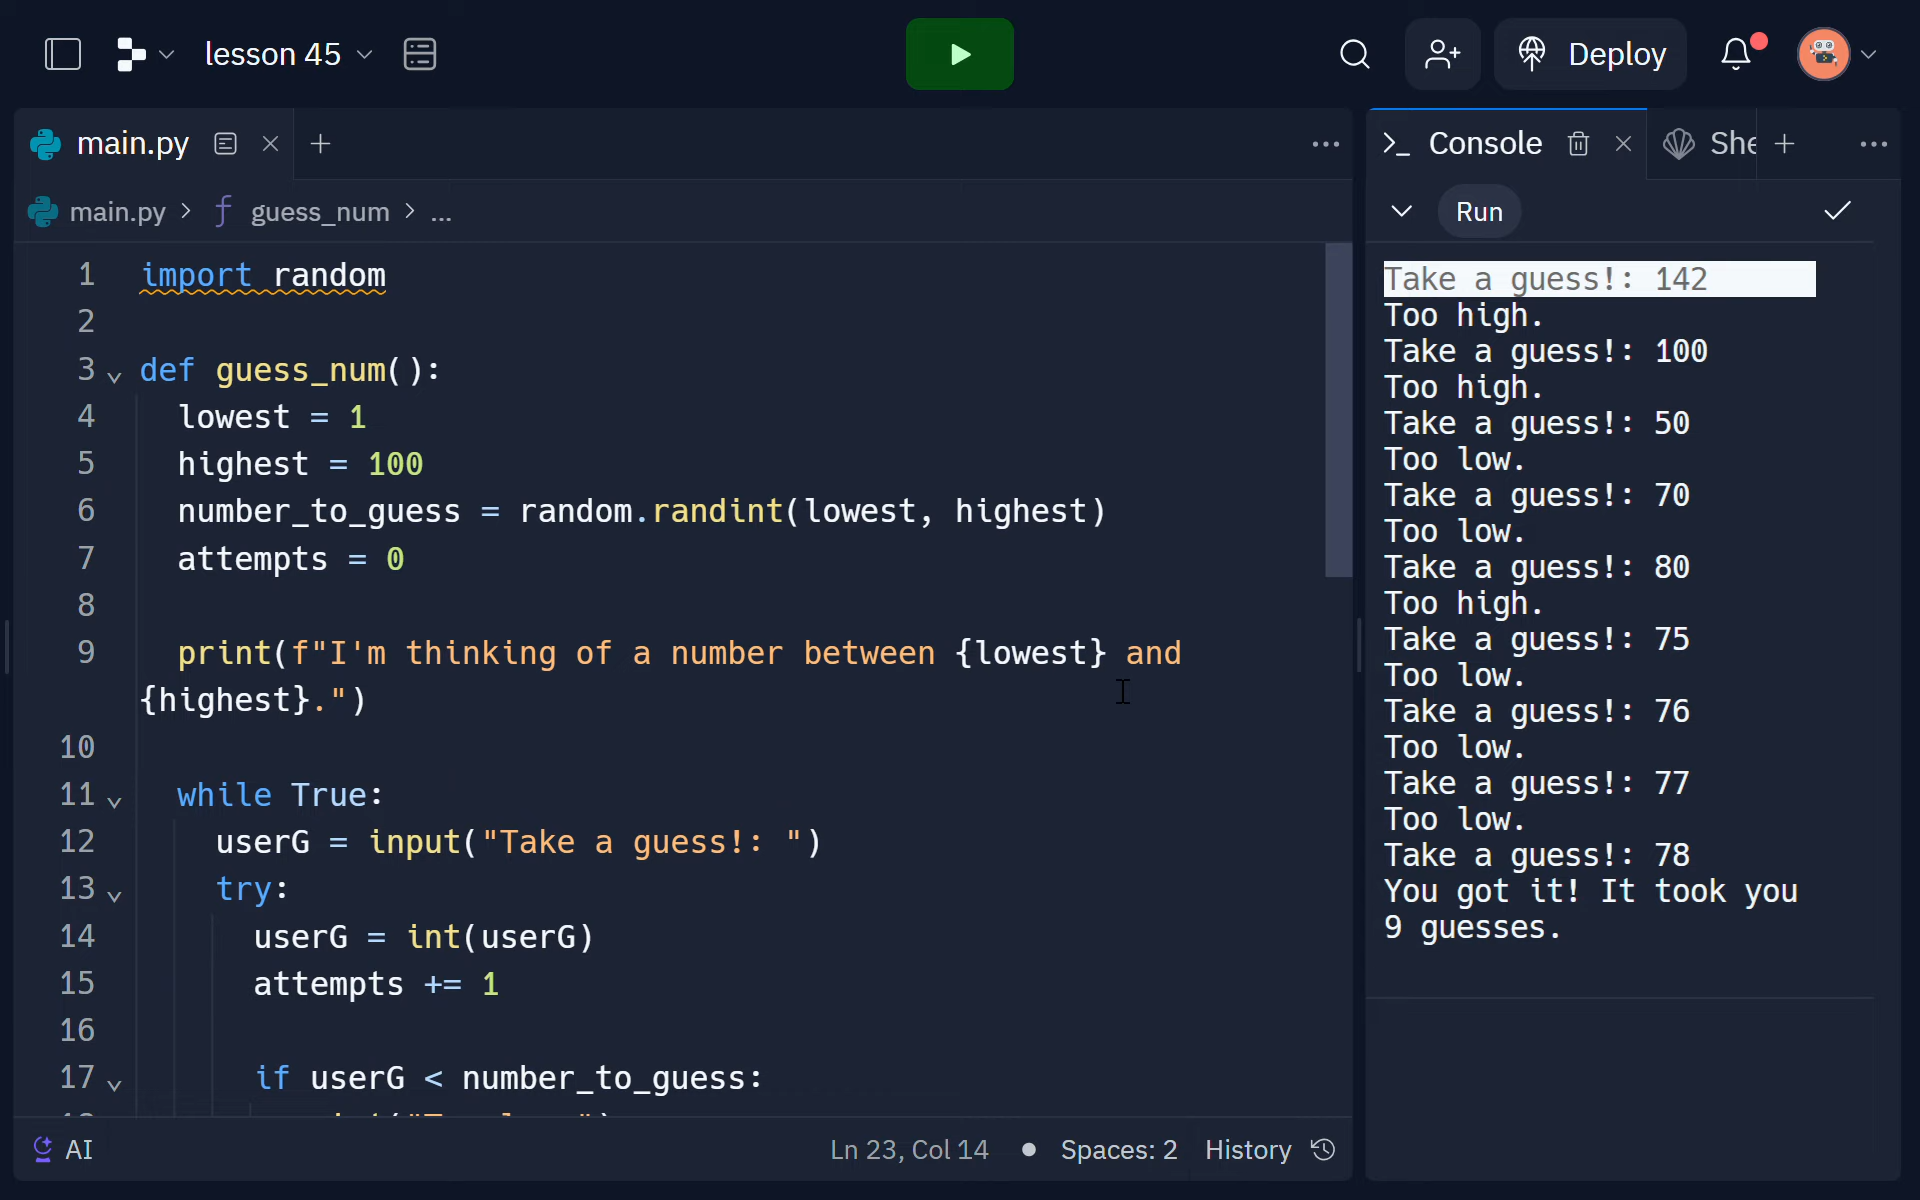 lesson 45
Deploy
main.py
Console
She
main.py > guess_num > ...
Run
1 import random
2
3 def guess_num():
4 lowest = 1
5 highest = 100
6 number_to_guess = random.randint(lowest, highest)
7 attempts = 0
8
9 print(f"I'm thinking of a number between {lowest} and
{highest}.")
10
11 while True:
12 userG = input("Take a guess!: ")
13 try:
14 userG = int(userG)
15 attempts += 1
16
17 if userG < number_to_guess:
Take a guess!: 142
Too high.
Take a guess!: 100
Too high.
Take a guess!: 50
Too low.
Take a guess!: 70
Too low.
Take a guess!: 80
Too high.
Take a guess!: 75
Too low.
Take a guess!: 76
Too low.
Take a guess!: 77
Too low.
Take a guess!: 78
You got it! It took you
9 guesses.
AI
Ln 23, Col 14 • Spaces: 2 History